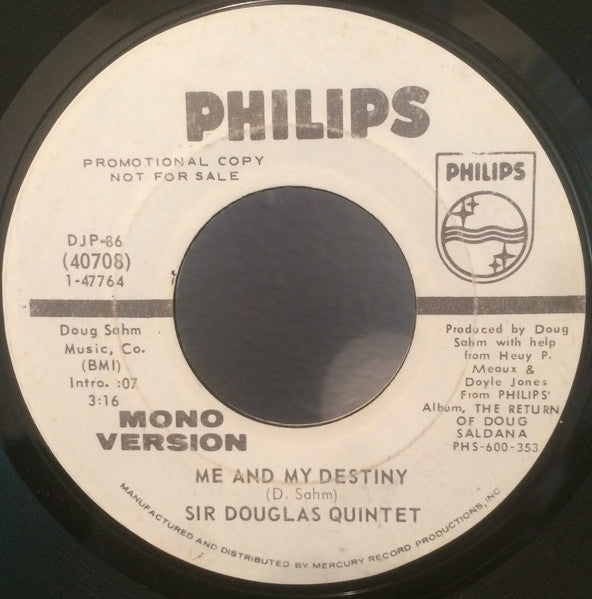 PHILIPS
PROMOTIONAL COPY
NOT FOR SALE
PHILIPS
DJP-86
(40708)
1-47764
Doug Sahm
Music, Co.
(BMI)
Intro. :07
3:16
MONO
VERSION
Produced by Doug
Sahm with help
from Heuy P.
Meaux &
Doyle Jones
From PHILIPS'
Album, THE RETURN
OF DOUG
SALDANA
PHS-600-353
ME AND MY DESTINY
(D. Sahm)
SIR DOUGLAS QUINTET
MANUFACTURED AND DISTRIBUTED BY MERCURY RECORD PRODUCTIONS, INC